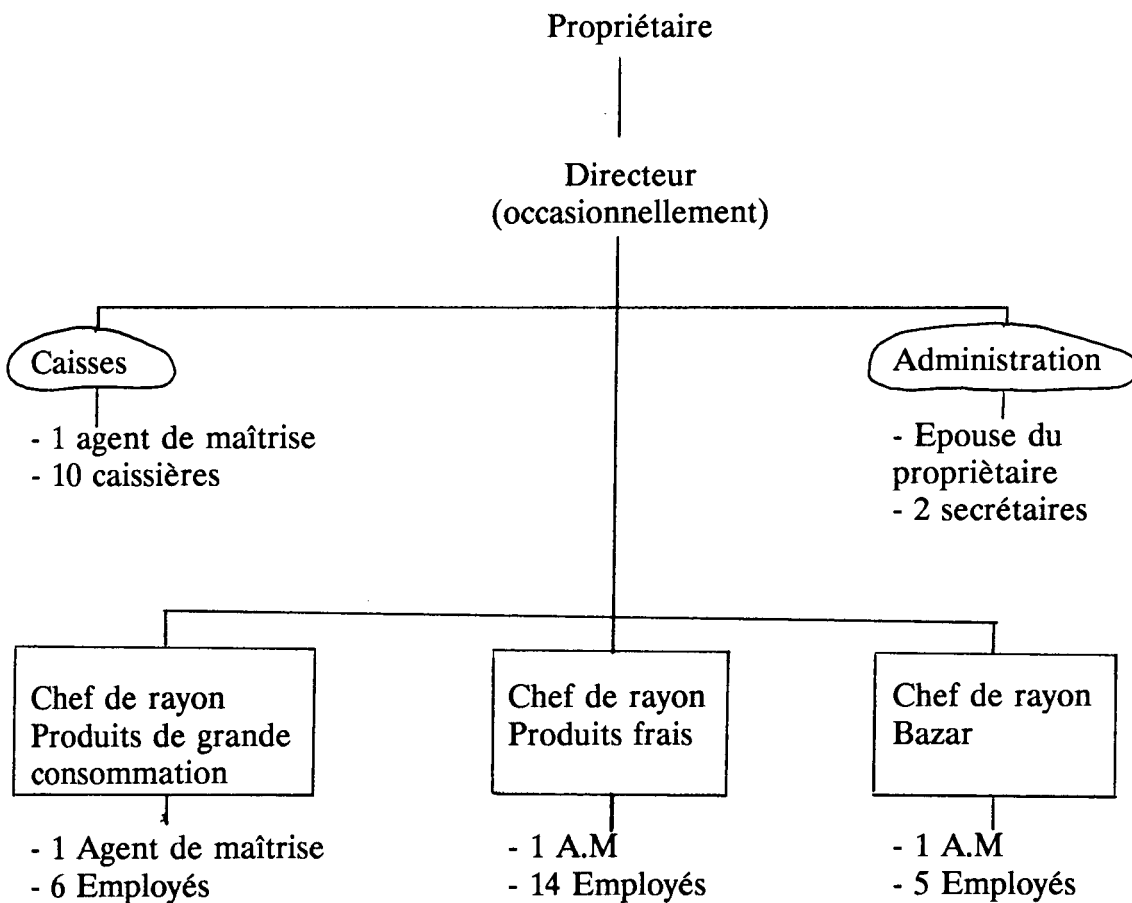 Propriétaire
Directeur
(occasionnellement)
Caisses
- 1 agent de maîtrise
- 10 caissières
Administration
- Epouse du
propriètaire
- 2 secrétaires
Chef de rayon
Produits de grande
consommation
- 1 Agent de maîtrise
- 6 Employés
Chef de rayon
Produits frais
- 1 A.M
- 14 Employés
Chef de rayon
Bazar
- 1 A.M
- 5 Employés